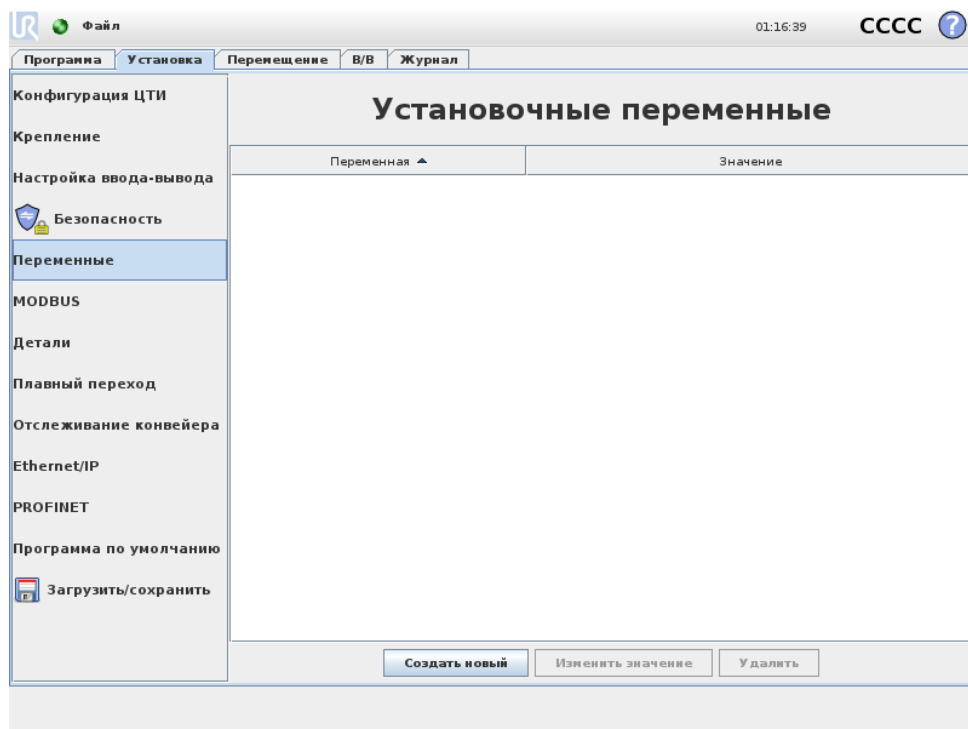 UR Файл 01:16:39 CCCC ?
Программа Установка Перемещение В/В Журнал
Конфигурация ЦТИ
Крепление
Настройка ввода-вывода
Безопасность
Переменные
MODBUS
Детали
Плавный переход
Отслеживание конвейера
Ethernet/IP
PROFINET
Программа по умолчанию
Загрузить/сохранить
Установочные переменные
Переменная Значение
Создать новый Изменить значение Удалить